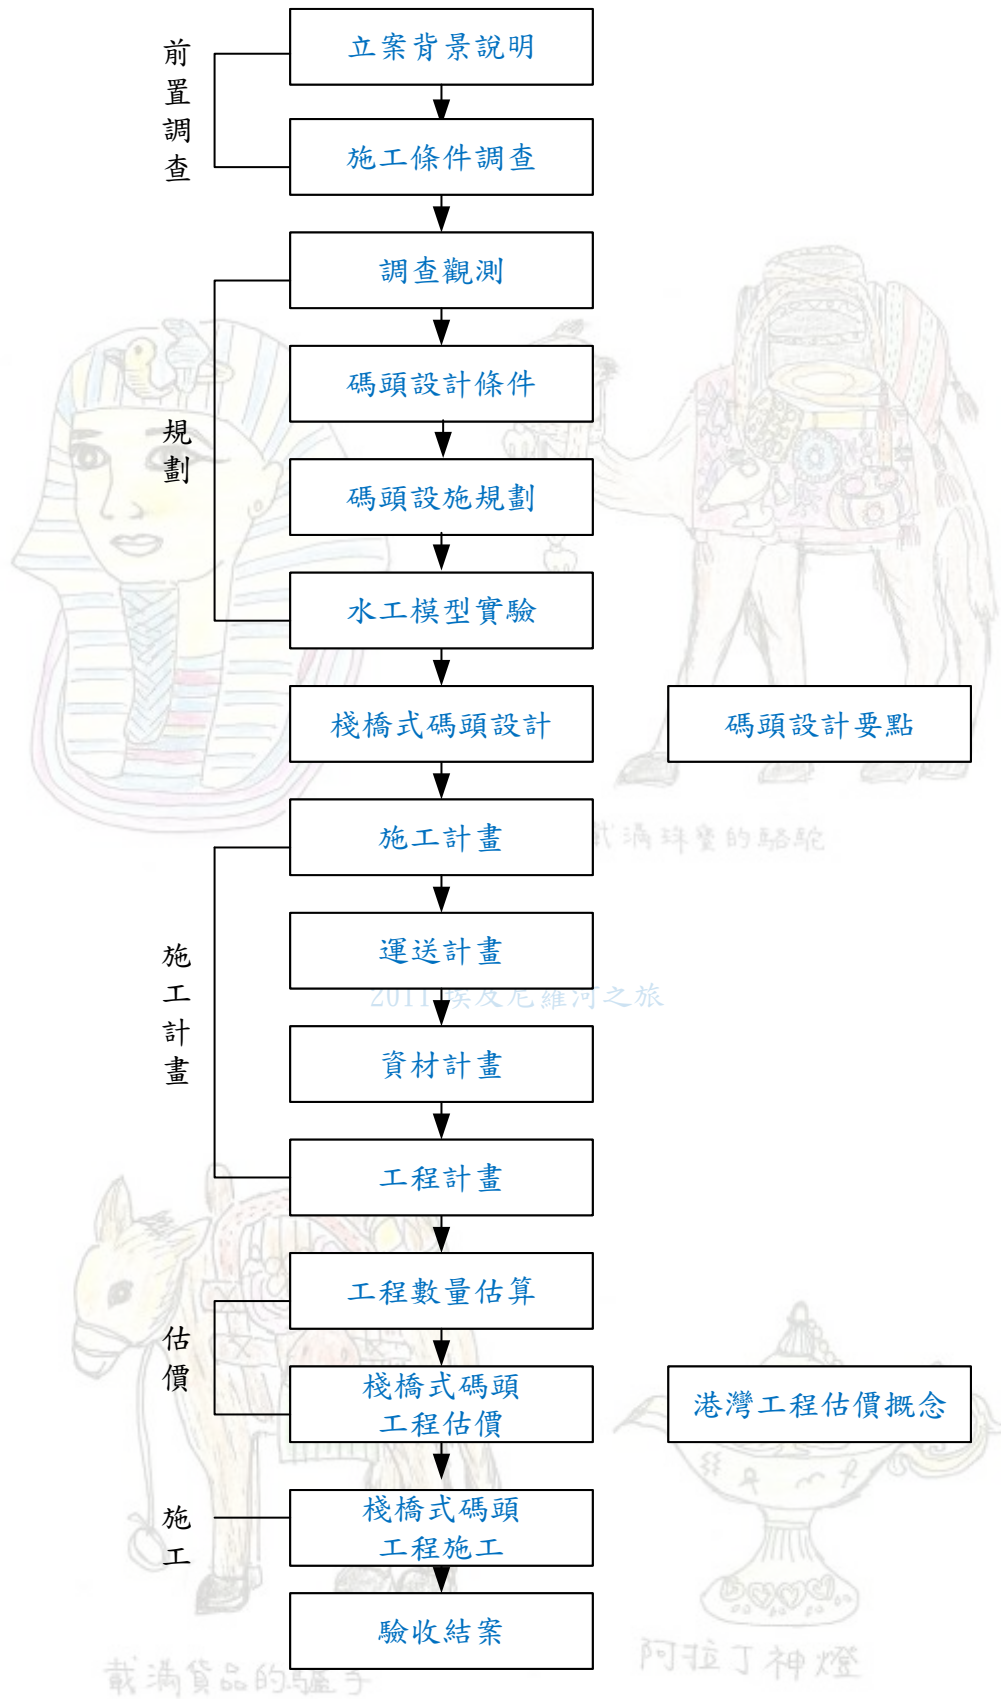 前置調查
立案背景說明
施工條件調查
規劃
調查觀測
碼頭設計條件
碼頭設施規劃
水工模型實驗
棧橋式碼頭設計
碼頭設計要點
載滿珠寶的駱駝
施工計畫
施工計畫
運送計畫
2011 埃及尼羅河之旅
資材計畫
工程計畫
估價
工程數量估算
棧橋式碼頭
工程估價
港灣工程估價概念
施工
棧橋式碼頭
工程施工
驗收結案
載滿貨品的驢子
阿拉丁神燈